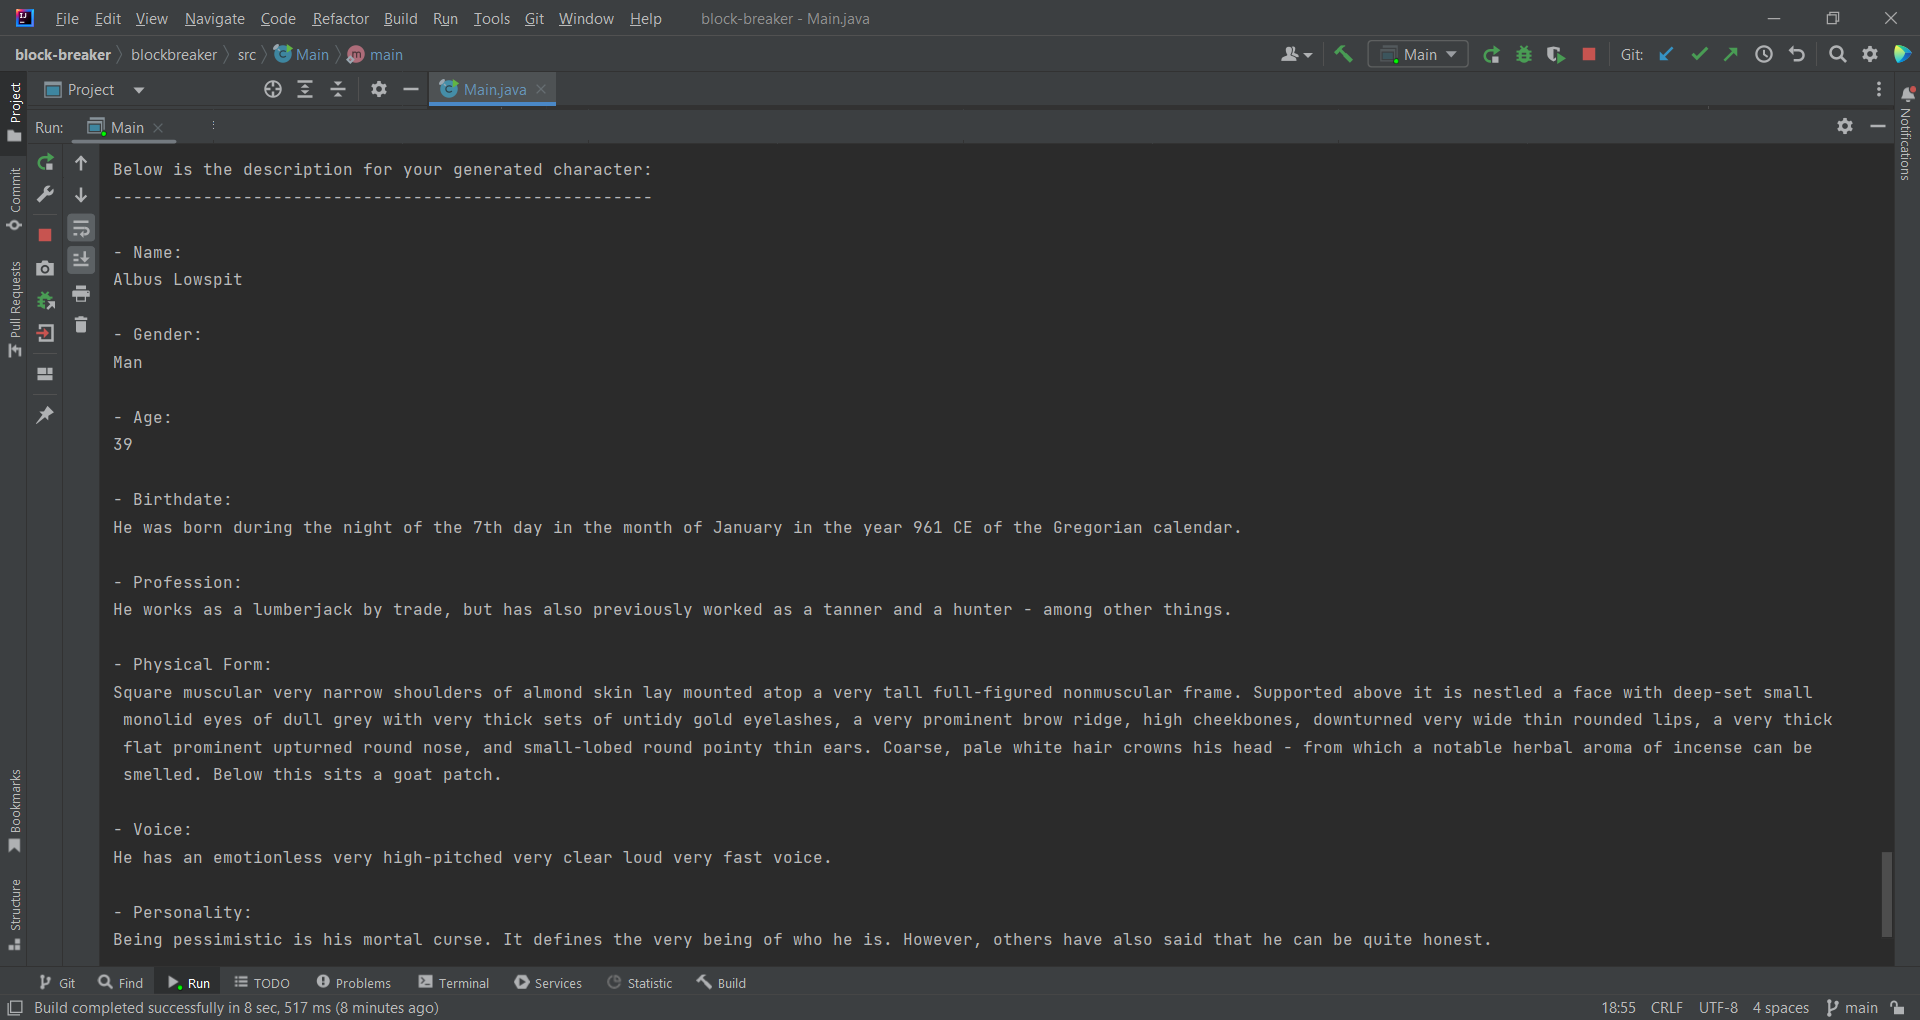 File Edit View Navigate Code Refactor Build Run Tools Git Window Help block-breaker - Main.java
block-breaker blockbreaker src Main main Main Git:
Project Main.java
Run: Main
Project
Commit
Pull Requests
Bookmarks
Structure
Notifications
Below is the description for your generated character:
------------------------------------------------------
- Name:
Albus Lowspit
- Gender:
Man
- Age:
39
- Birthdate:
He was born during the night of the 7th day in the month of January in the year 961 CE of the Gregorian calendar.
- Profession:
He works as a lumberjack by trade, but has also previously worked as a tanner and a hunter - among other things.
- Physical Form:
Square muscular very narrow shoulders of almond skin lay mounted atop a very tall full-figured nonmuscular frame. Supported above it is nestled a face with deep-set small
monolid eyes of dull grey with very thick sets of untidy gold eyelashes, a very prominent brow ridge, high cheekbones, downturned very wide thin rounded lips, a very thick
flat prominent upturned round nose, and small-lobed round pointy thin ears. Coarse, pale white hair crowns his head - from which a notable herbal aroma of incense can be
smelled. Below this sits a goat patch.
- Voice:
He has an emotionless very high-pitched very clear loud very fast voice.
- Personality:
Being pessimistic is his mortal curse. It defines the very being of who he is. However, others have also said that he can be quite honest.
Git Find Run TODO Problems Terminal Services Statistic Build
Build completed successfully in 8 sec, 517 ms (8 minutes ago) 18:55 CRLF UTF-8 4 spaces main